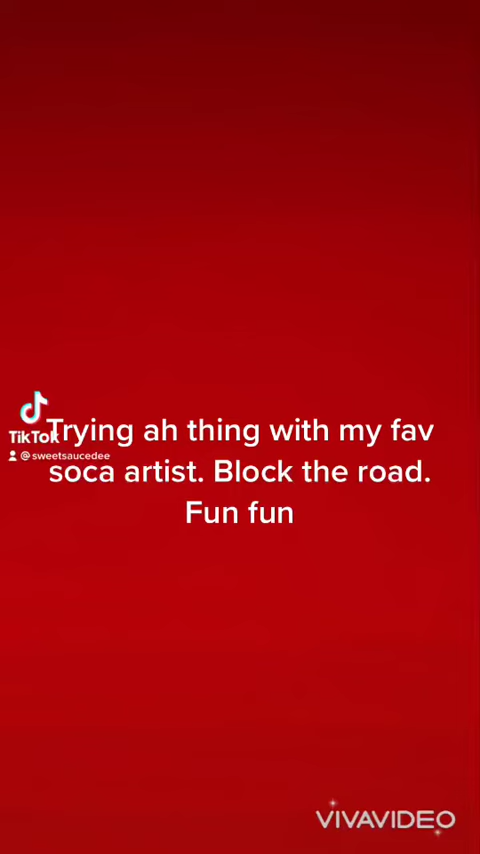 Trying ah thing with my fav
soca artist. Block the road.
Fun fun
TikTok
@sweetsaucedee
VIVAVIDEO